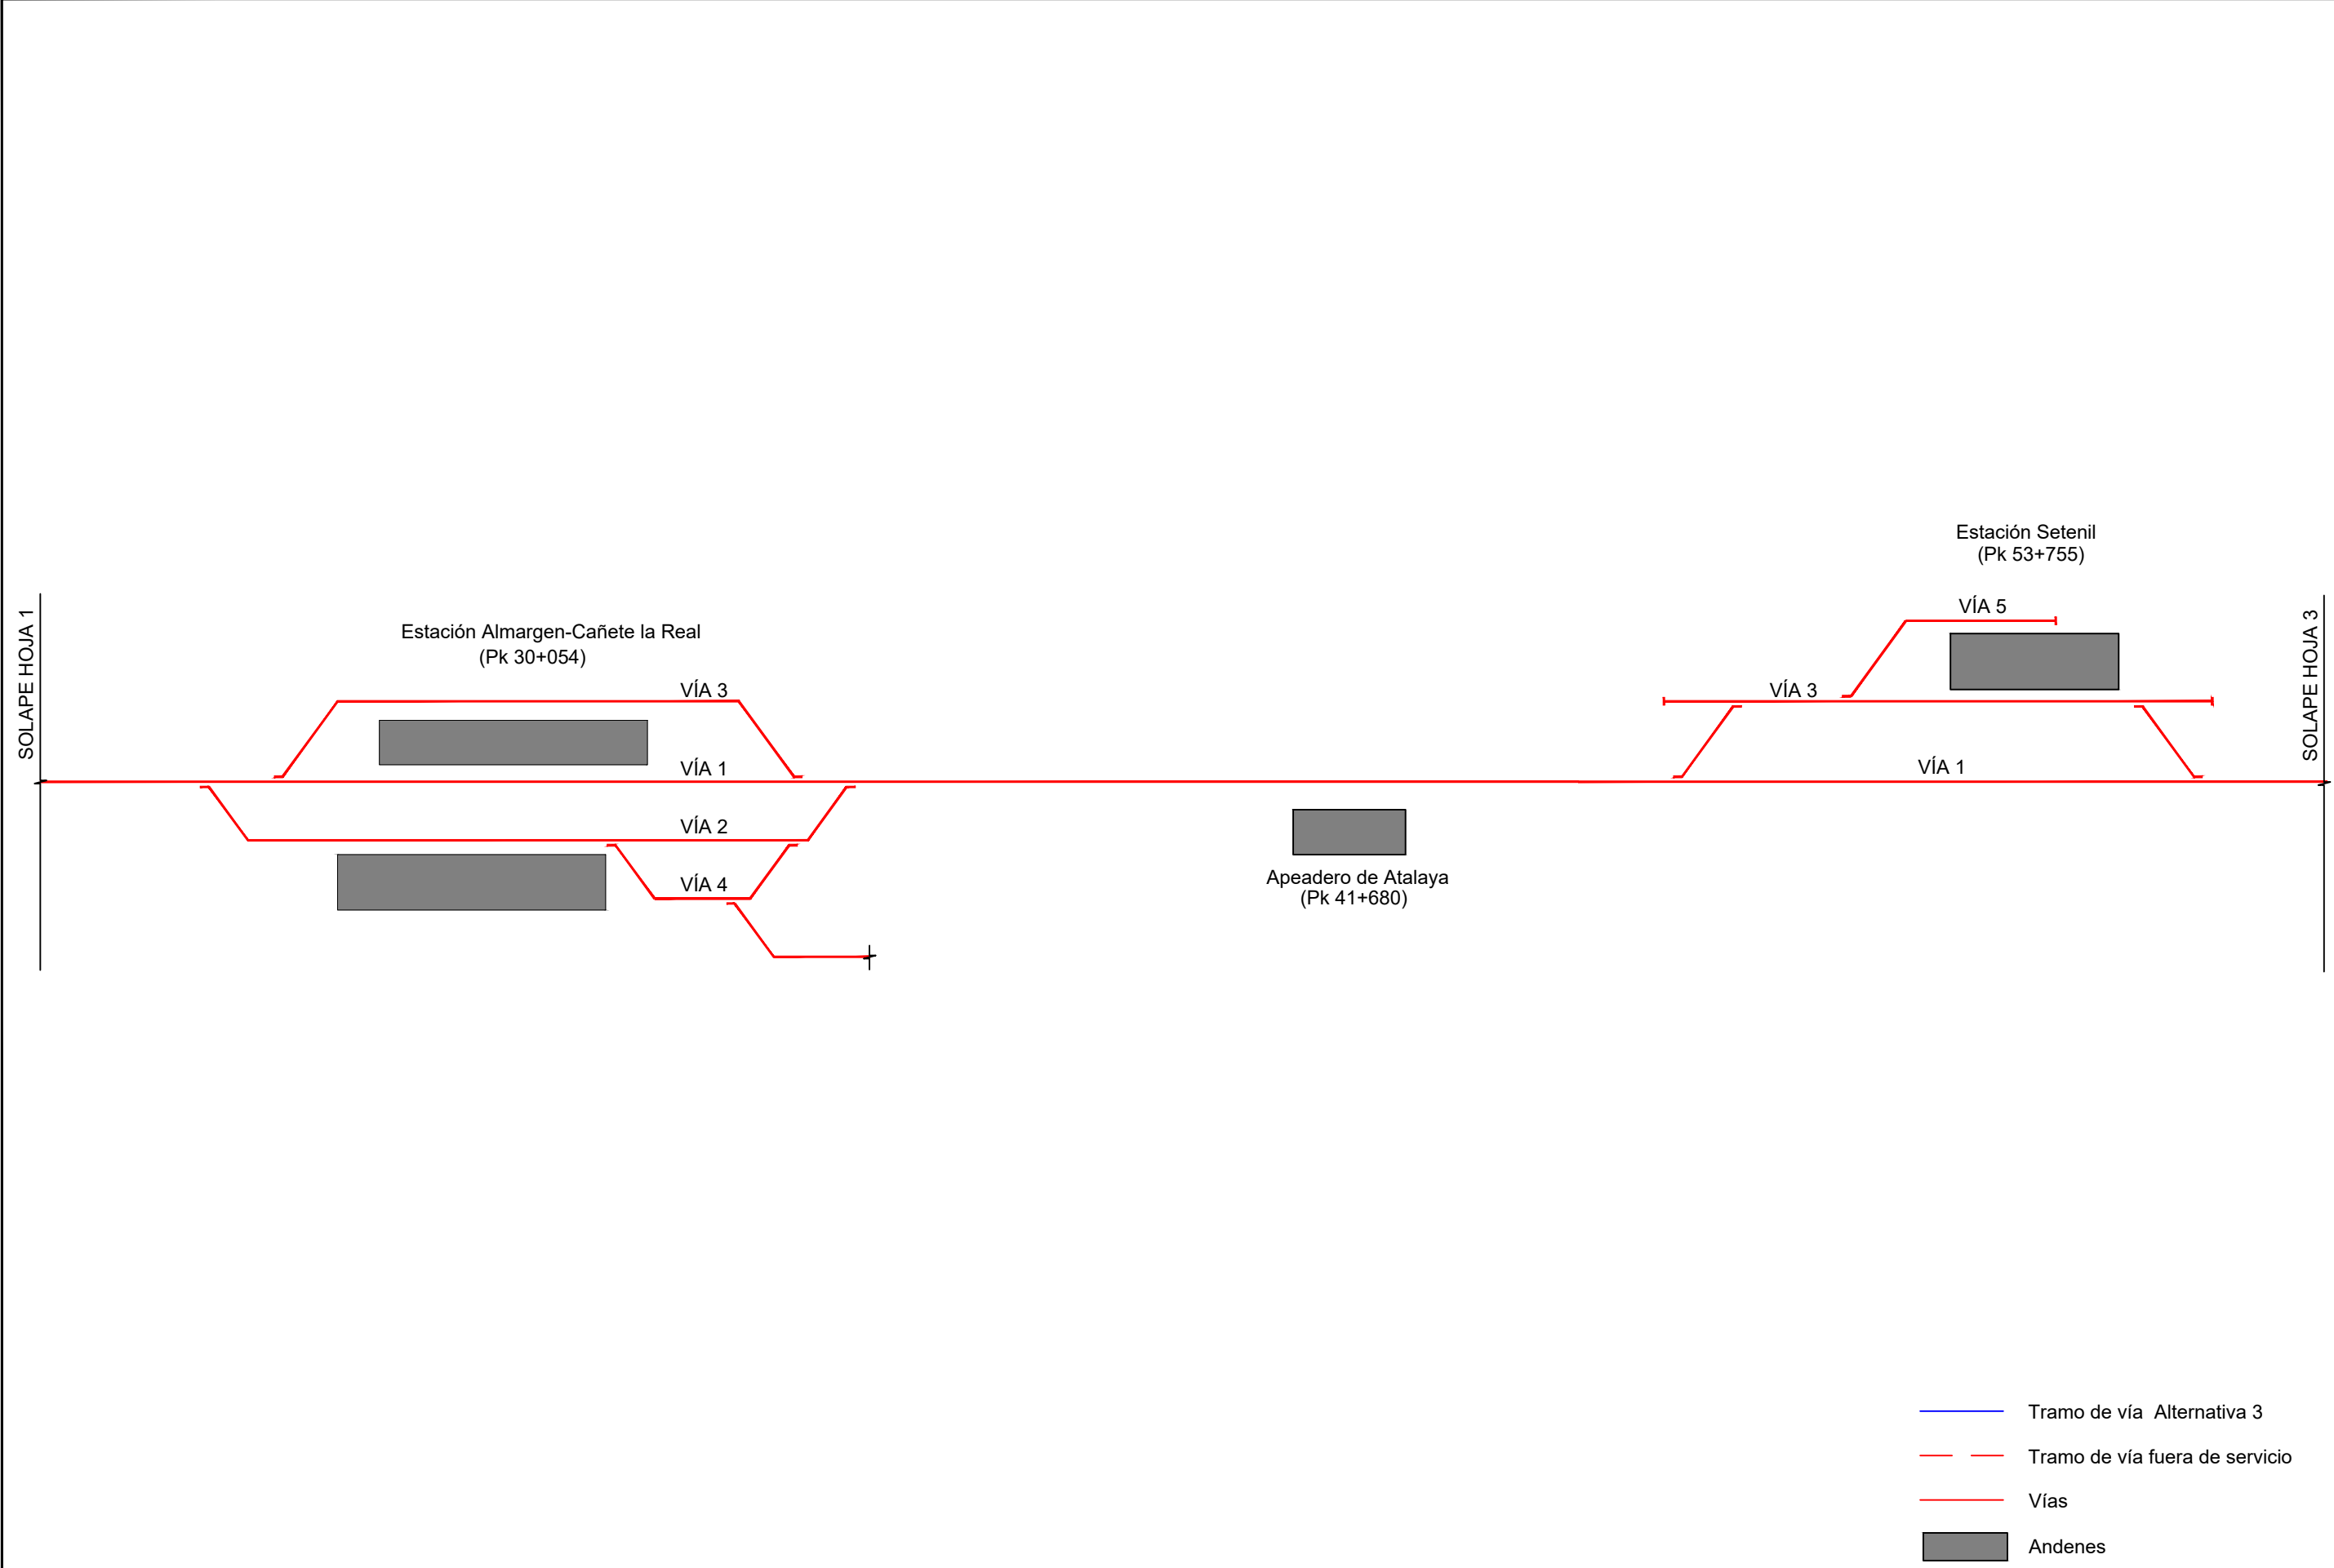 Estación Setenil
(Pk 53+755)
SOLAPE HOJA 1
Estación Almargen-Cañete la Real
(Pk 30+054)
VÍA 5
SOLAPE HOJA 3
VÍA 3
VÍA 3
VÍA 1
VÍA 1
VÍA 2
VÍA 4
Apeadero de Atalaya
(Pk 41+680)
Tramo de vía Alternativa 3
Tramo de vía fuera de servicio
Vías
Andenes